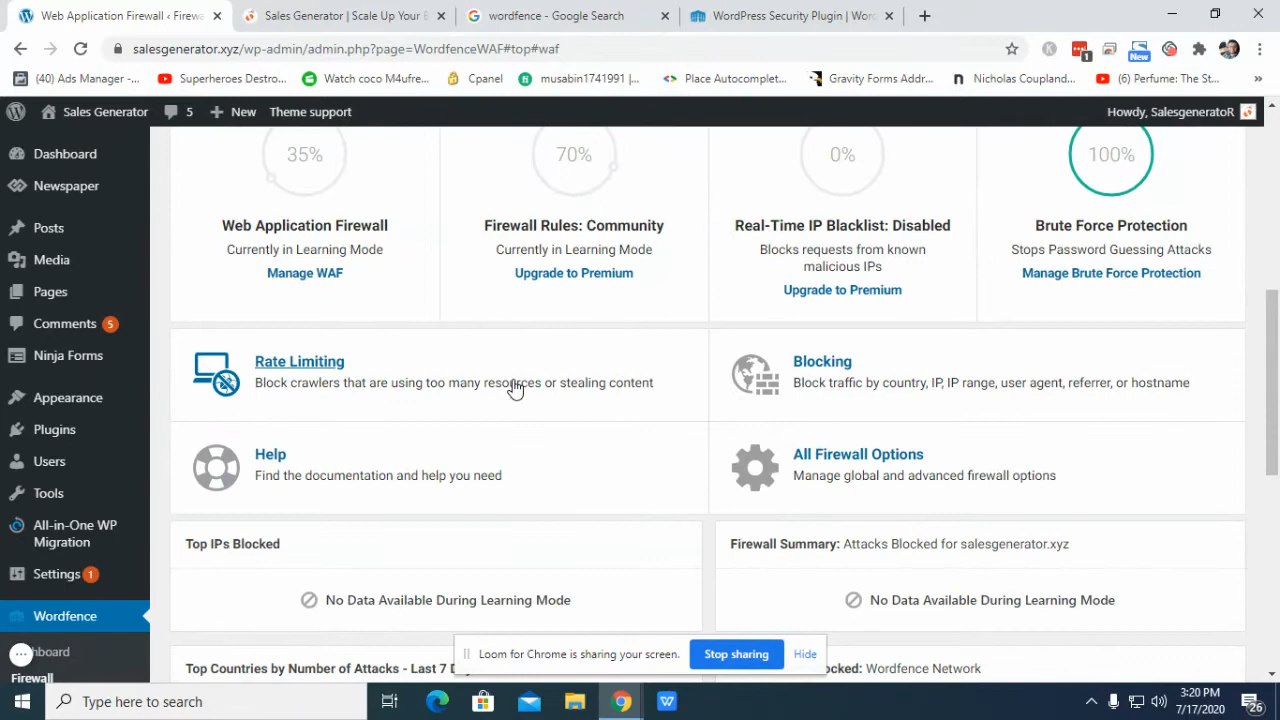 Web Application Firewall ‹ Firew
Sales Generator | Scale Up Your B
wordfence - Google Search
WordPress Security Plugin | Wor
salesgenerator.xyz/wp-admin/admin.php?page=WordfenceWAF#top#waf
New
1
(40) Ads Manager -...
Superheroes Destro...
Watch coco M4ufre...
Cpanel
musabin1741991 |...
Place Autocomplet...
Gravity Forms Addr...
Nicholas Coupland...
(6) Perfume: The St...
»
Sales Generator
5
New
Theme support
Howdy, SalesgeneratoR
Dashboard
Newspaper
Posts
Media
Pages
Comments 5
Ninja Forms
Appearance
Plugins
Users
Tools
All-in-One WP
Migration
Settings 1
Wordfence
hboard
Firewall
35%
Web Application Firewall
Currently in Learning Mode
Manage WAF
70%
Firewall Rules: Community
Currently in Learning Mode
Upgrade to Premium
0%
Real-Time IP Blacklist: Disabled
Blocks requests from known
malicious IPs
Upgrade to Premium
100%
Brute Force Protection
Stops Password Guessing Attacks
Manage Brute Force Protection
Rate Limiting
Block crawlers that are using too many resources or stealing content
Blocking
Block traffic by country, IP, IP range, user agent, referrer, or hostname
Help
Find the documentation and help you need
All Firewall Options
Manage global and advanced firewall options
Top IPs Blocked
No Data Available During Learning Mode
Firewall Summary: Attacks Blocked for salesgenerator.xyz
No Data Available During Learning Mode
Top Countries by Number of Attacks - Last 7 D
ocked: Wordfence Network
Loom for Chrome is sharing your screen.
Stop sharing
Hide
Type here to search
3:20 PM
7/17/2020
26